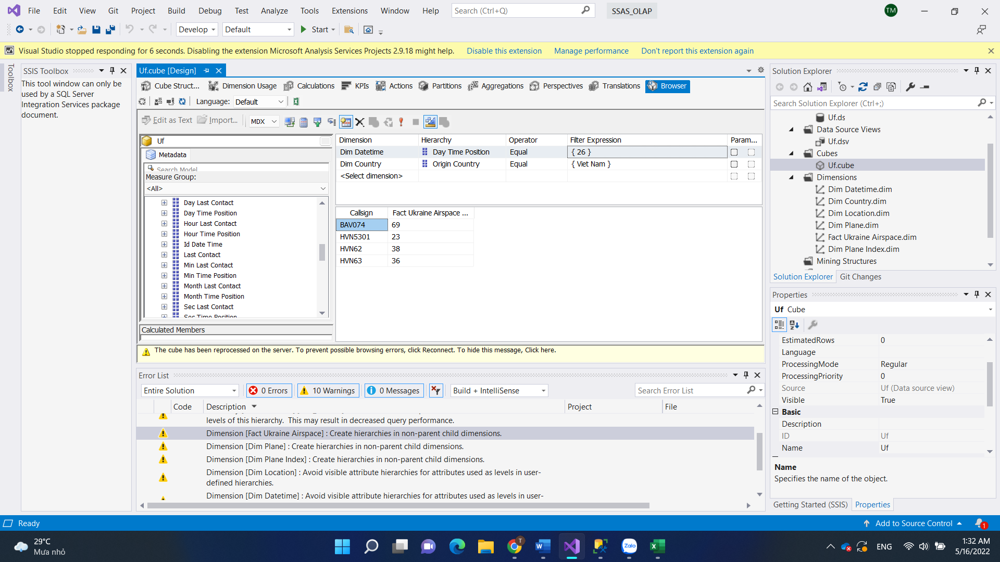 File Edit View Git Project Build Debug Test Analyze Tools Extensions Window Help Search (Ctrl+Q) SSAS_OLAP TM
Develop Default Start
Visual Studio stopped responding for 6 seconds. Disabling the extension Microsoft Analysis Services Projects 2.9.18 might help. Disable this extension Manage performance Don't report this extension again
Toolbox
SSIS Toolbox
This tool window can only be
used by a SQL Server
Integration Services package
document.
Uf.cube [Design]
Cube Struct... Dimension Usage Calculations KPIs Actions Partitions Aggregations Perspectives Translations Browser
Language: Default
Edit as Text Import... MDX
Uf
Metadata
Search Model
Measure Group:
<All>
Day Last Contact
Day Time Position
Hour Last Contact
Hour Time Position
Id Date Time
Last Contact
Min Last Contact
Min Time Position
Month Last Contact
Month Time Position
Sec Last Contact
Sec Time Position
Calculated Members
Dimension Hierarchy Operator Filter Expression Param...
Dim Datetime Day Time Position Equal { 26 }
Dim Country Origin Country Equal { Viet Nam }
<Select dimension>
Callsign Fact Ukraine Airspace ...
BAV074 69
HVN5301 23
HVN62 38
HVN63 36
The cube has been reprocessed on the server. To prevent possible browsing errors, click Reconnect. To hide this message, Click here.
Error List
Entire Solution 0 Errors 10 Warnings 0 Messages Build + IntelliSense Search Error List
Code Description Project File
levels of this hierarchy. This may result in decreased query performance.
Dimension [Fact Ukraine Airspace] : Create hierarchies in non-parent child dimensions.
Dimension [Dim Plane] : Create hierarchies in non-parent child dimensions.
Dimension [Dim Plane Index] : Create hierarchies in non-parent child dimensions.
Dimension [Dim Location] : Avoid visible attribute hierarchies for attributes used as levels in user-
defined hierarchies.
Dimension [Dim Datetime] : Avoid visible attribute hierarchies for attributes used as levels in user-
Solution Explorer
Search Solution Explorer (Ctrl+;)
Uf.ds
Data Source Views
Uf.dsv
Cubes
Uf.cube
Dimensions
Dim Datetime.dim
Dim Country.dim
Dim Location.dim
Dim Plane.dim
Fact Ukraine Airspace.dim
Dim Plane Index.dim
Mining Structures
Solution Explorer Git Changes
Properties
Uf Cube
EstimatedRows 0
Language
ProcessingMode Regular
ProcessingPriority 0
Source Uf (Data source view)
Visible True
Basic
Description
ID Uf
Name Uf
Name
Specifies the name of the object.
Getting Started (SSIS) Properties
Ready Add to Source Control 1
29°C
Mưa nhỏ
T Zalo
ENG
1:32 AM
5/16/2022